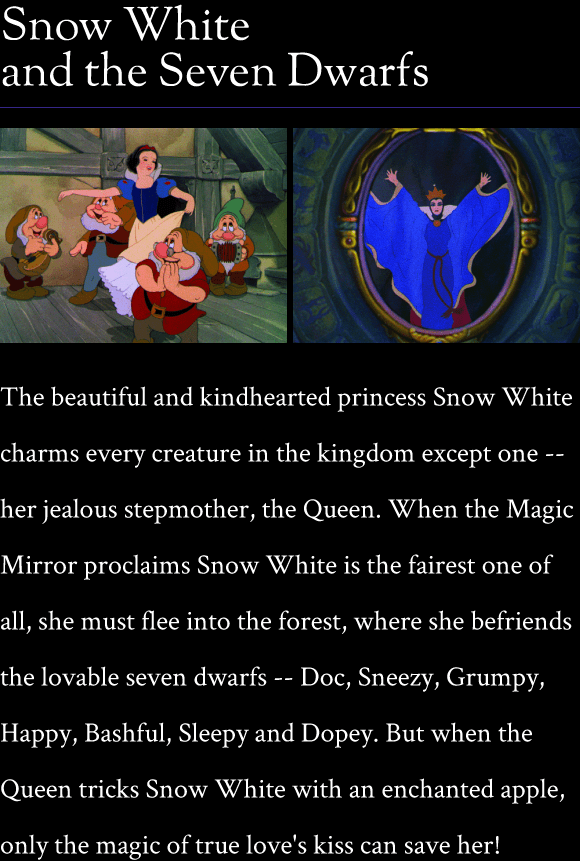 Snow White
and the Seven Dwarfs
The beautiful and kindhearted princess Snow White
charms every creature in the kingdom except one --
her jealous stepmother, the Queen. When the Magic
Mirror proclaims Snow White is the fairest one of
all, she must flee into the forest, where she befriends
the lovable seven dwarfs -- Doc, Sneezy, Grumpy,
Happy, Bashful, Sleepy and Dopey. But when the
Queen tricks Snow White with an enchanted apple,
only the magic of true love's kiss can save her!